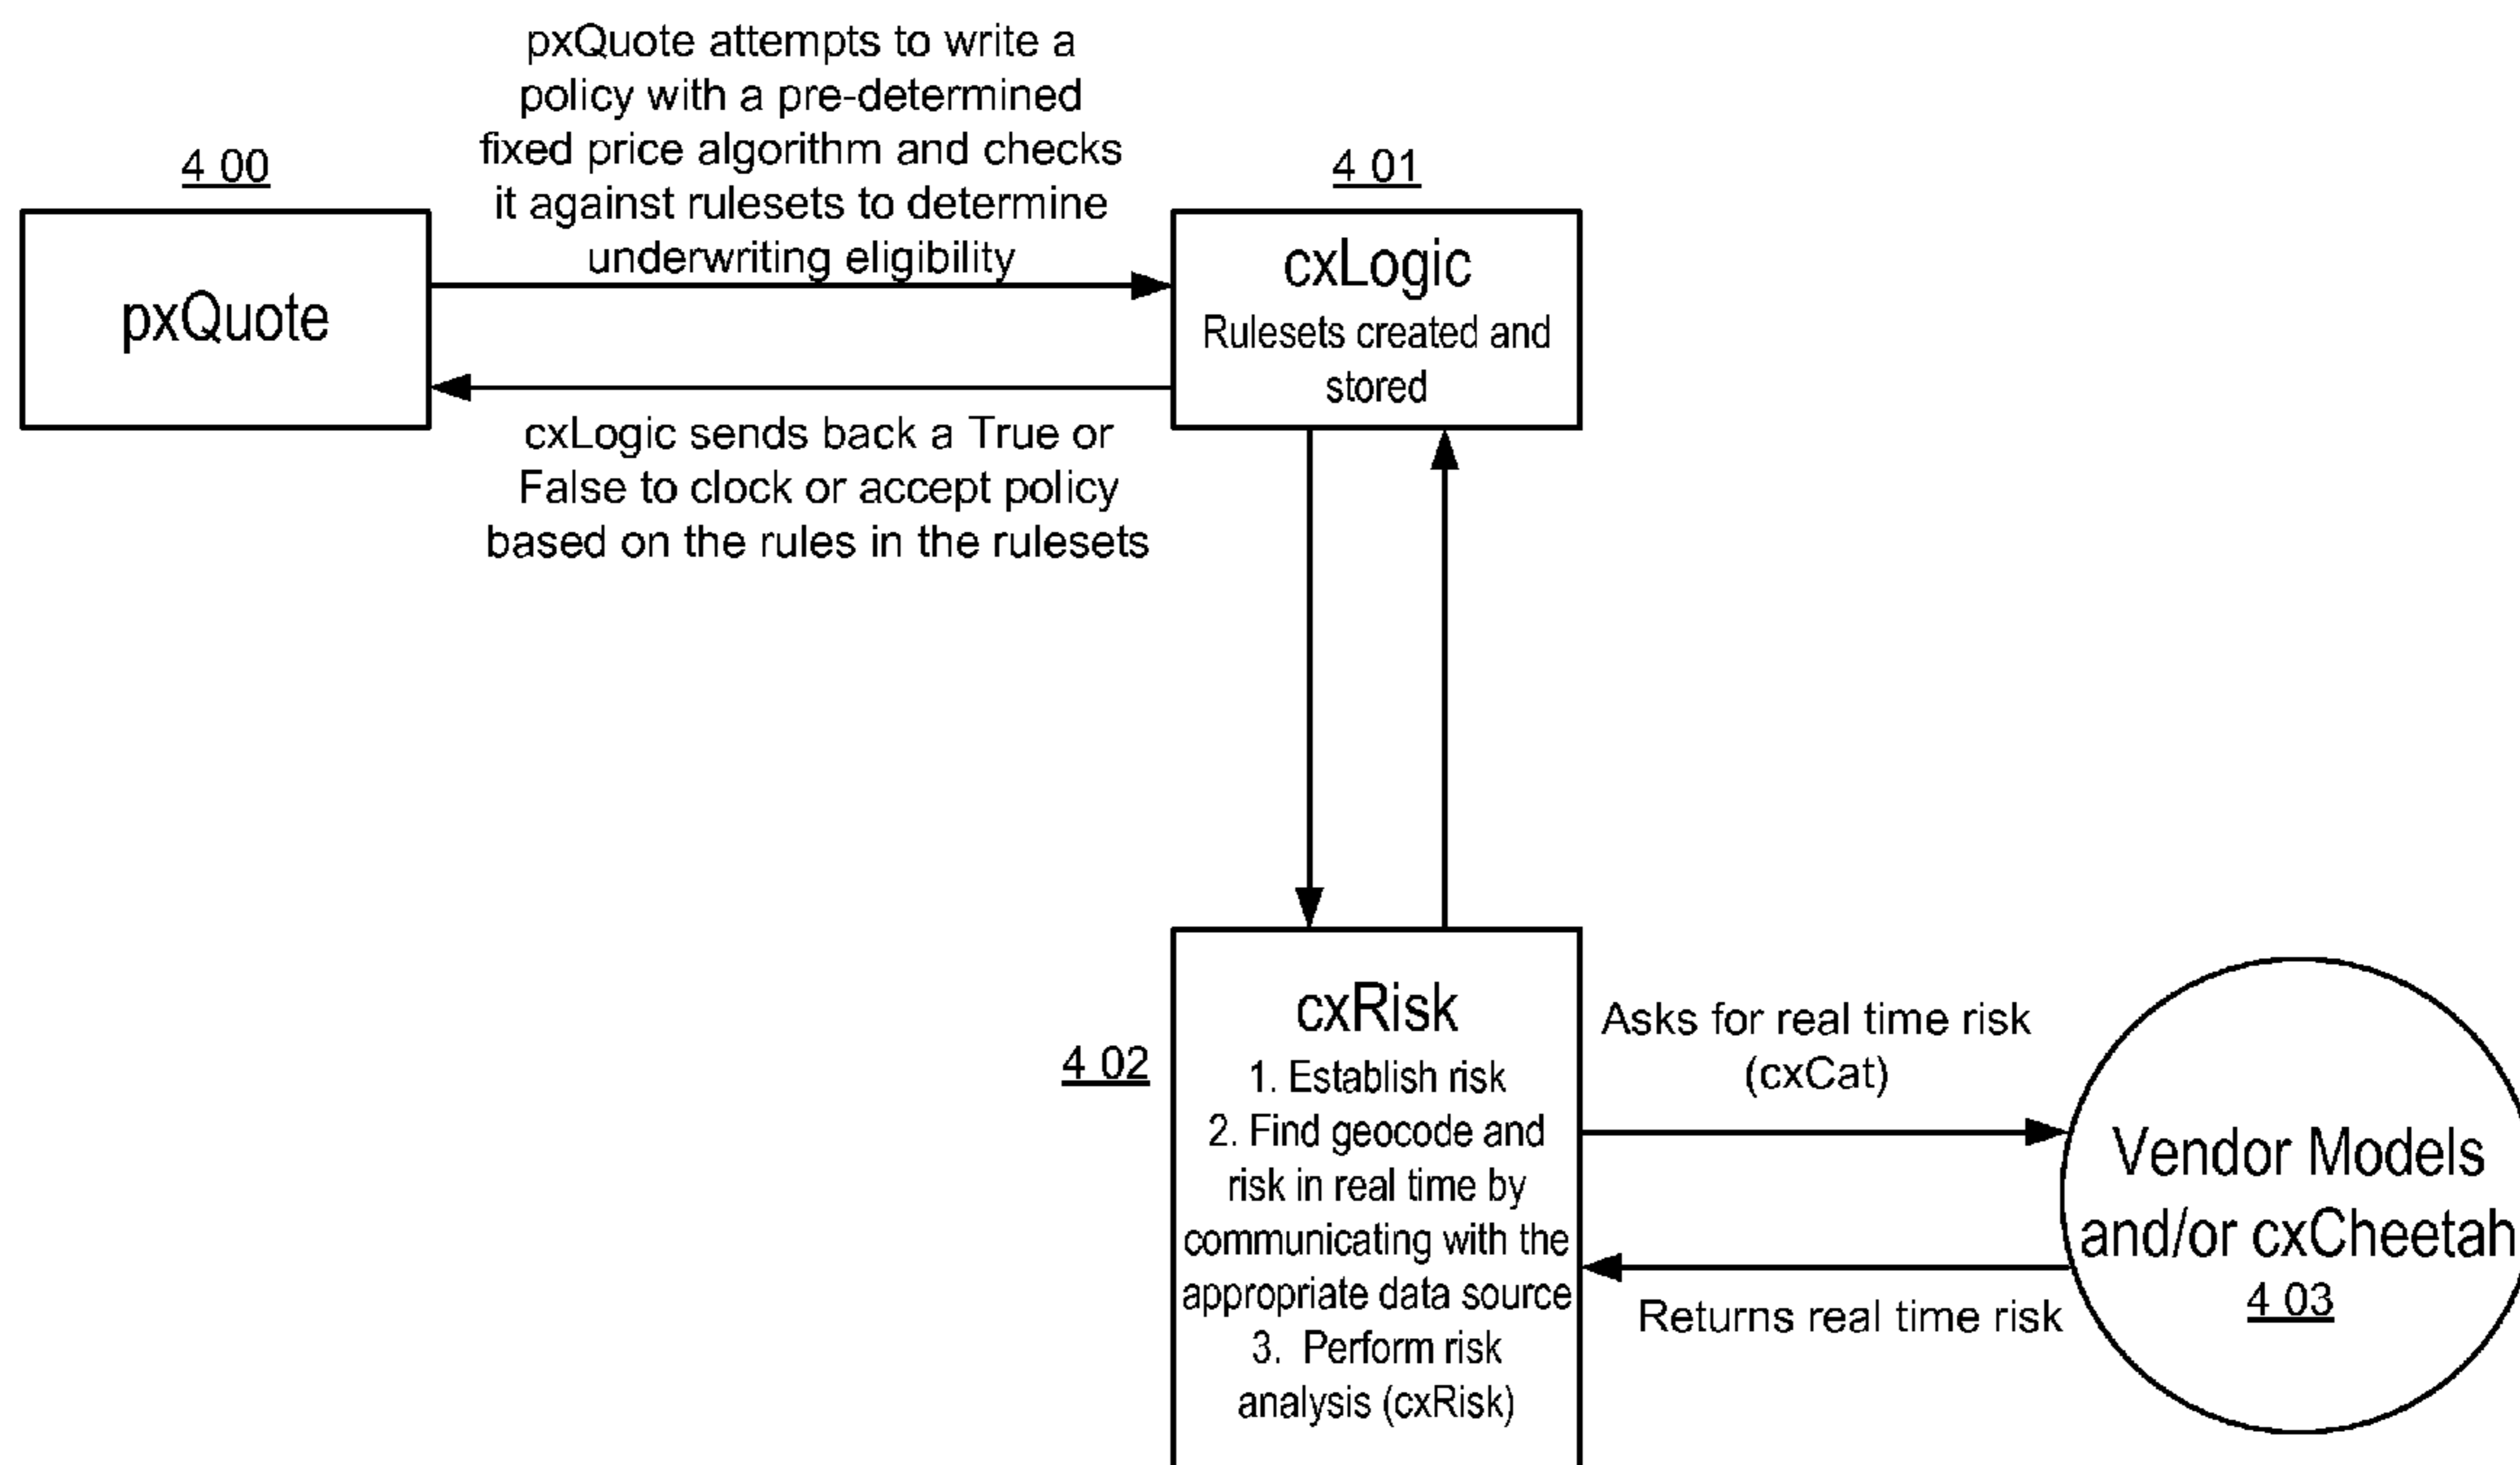 pxQuote attempts to write a
policy with a pre-determined
fixed price algorithm and checks
it against rulesets to determine
underwriting eligibility
4 00
pxQuote
4 01
cxLogic
Rulesets created and
stored
cxLogic sends back a True or
False to clock or accept policy
based on the rules in the rulesets
4 02
cxRisk
1. Establish risk
2. Find geocode and
risk in real time by
communicating with the
appropriate data source
3. Perform risk
analysis (cxRisk)
Asks for real time risk
(cxCat)
Returns real time risk
Vendor Models
and/or cxCheetah
4 03